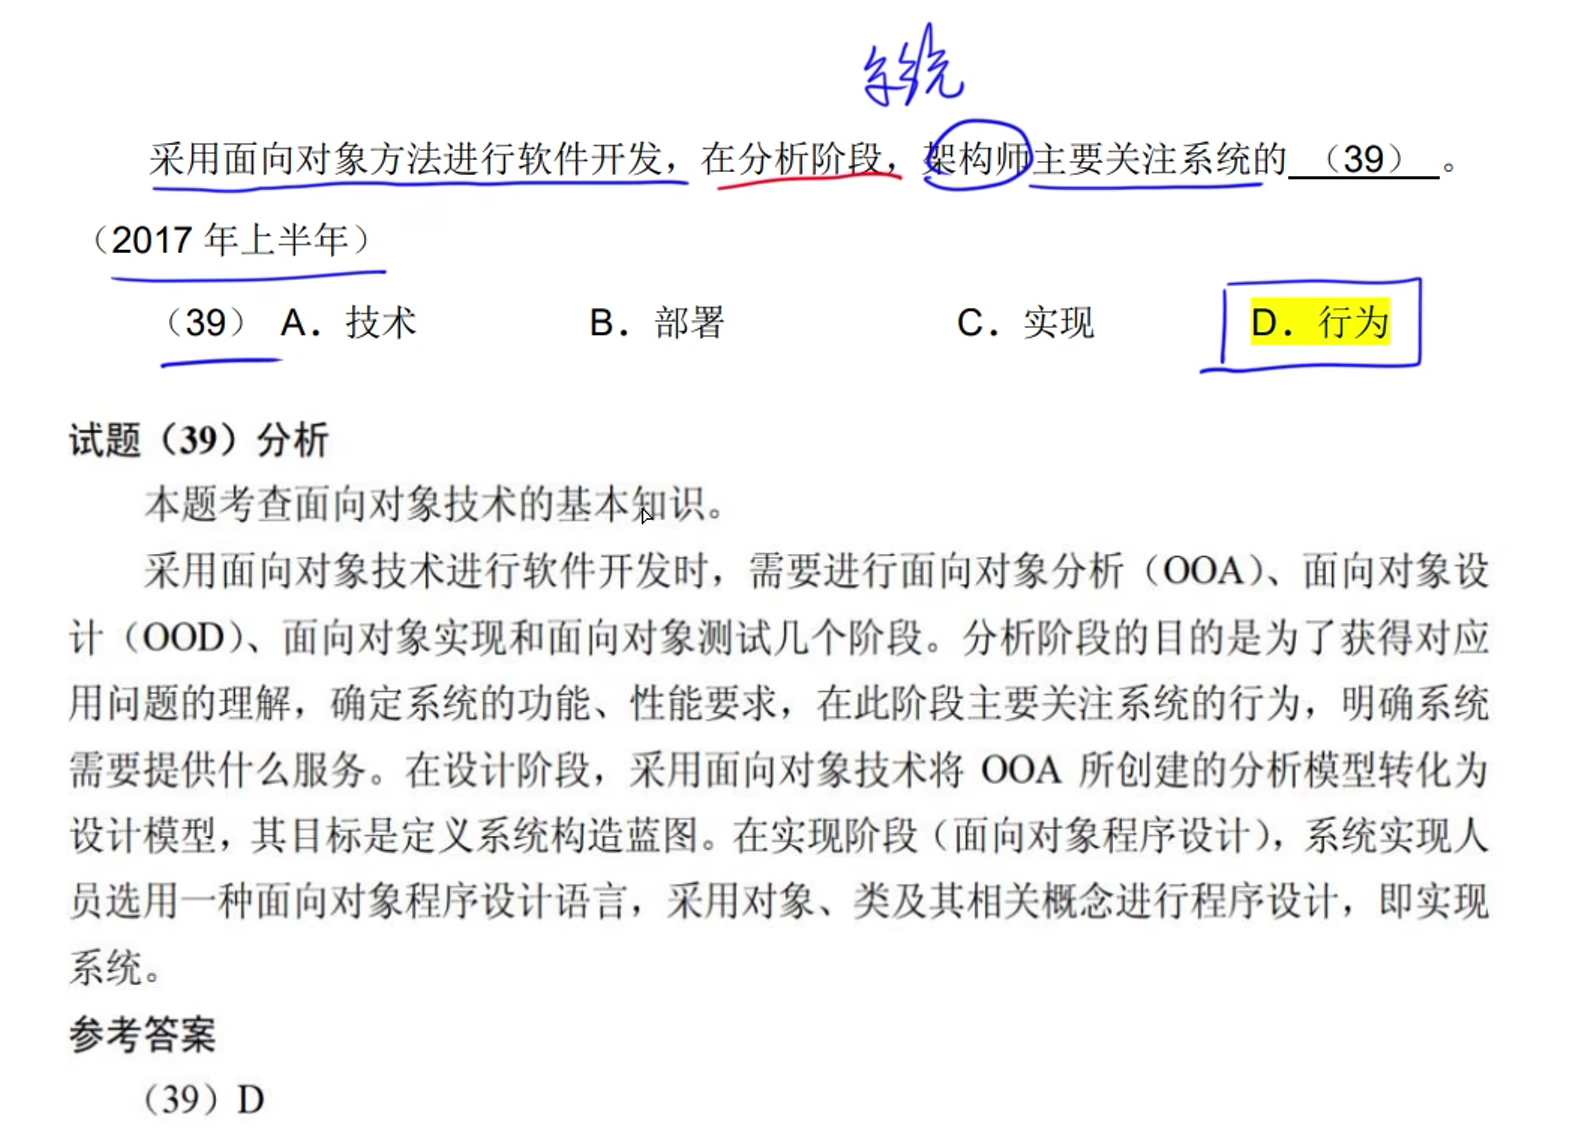 系统
采用面向对象方法进行软件开发，在分析阶段，架构师主要关注系统的（39）。
（2017 年上半年）
（39） A．技术 B．部署 C．实现 D．行为
试题（39）分析
本题考查面向对象技术的基本知识。
采用面向对象技术进行软件开发时，需要进行面向对象分析（OOA）、面向对象设
计（OOD）、面向对象实现和面向对象测试几个阶段。分析阶段的目的是为了获得对应
用问题的理解，确定系统的功能、性能要求，在此阶段主要关注系统的行为，明确系统
需要提供什么服务。在设计阶段，采用面向对象技术将 OOA 所创建的分析模型转化为
设计模型，其目标是定义系统构造蓝图。在实现阶段（面向对象程序设计），系统实现人
员选用一种面向对象程序设计语言，采用对象、类及其相关概念进行程序设计，即实现
系统。
参考答案
（39）D